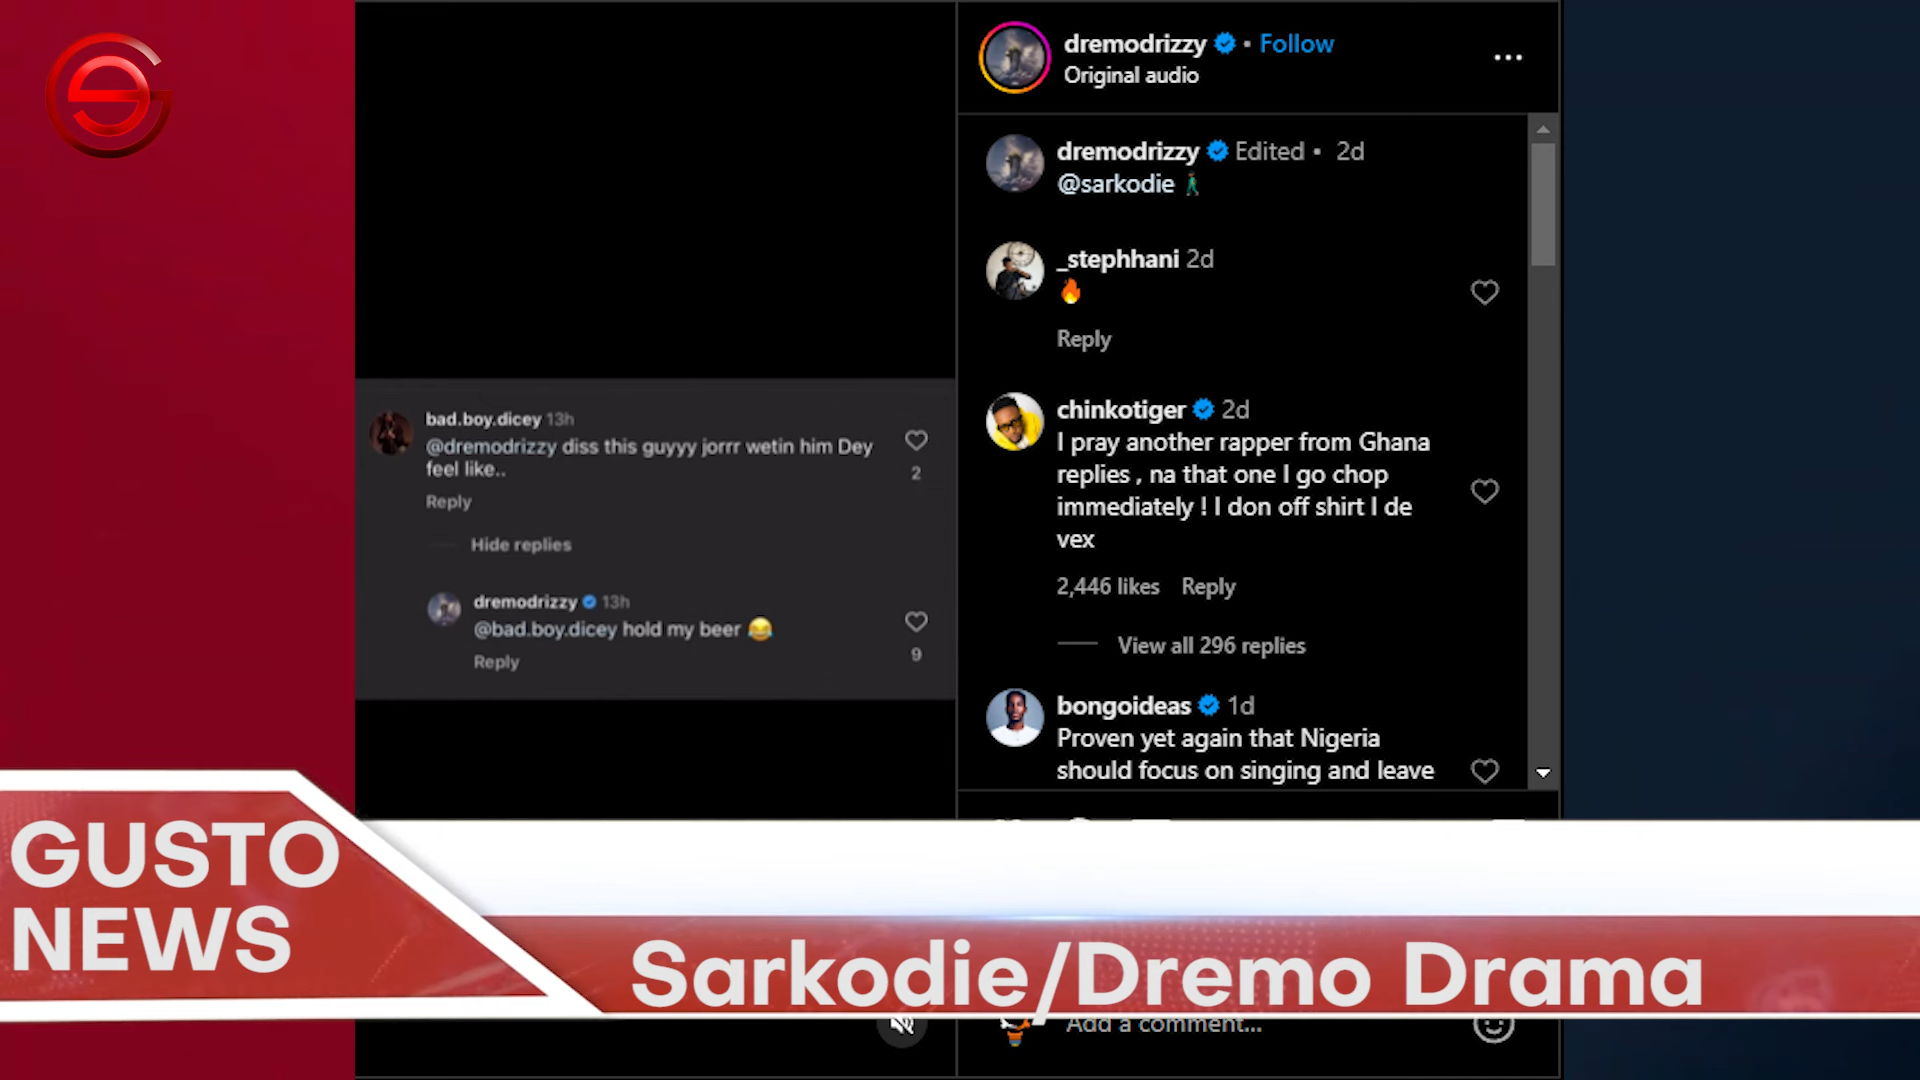 dremodrizzy • Follow
Original audio
dremodrizzy Edited • 2d
@sarkodie
_stephhani 2d
Reply
chinkotiger 2d
I pray another rapper from Ghana
replies , na that one I go chop
immediately ! I don off shirt I de
vex
2,446 likes Reply
View all 296 replies
bongoideas 1d
Proven yet again that Nigeria
should focus on singing and leave
bad.boy.dicey 13h
@dremodrizzy diss this guyyy jorrr wetin him Dey
feel like..
2
Reply
Hide replies
dremodrizzy 13h
@bad.boy.dicey hold my beer 😂
9
Reply
GUSTO
NEWS
Sarkodie/Dremo Drama
Add a comment...